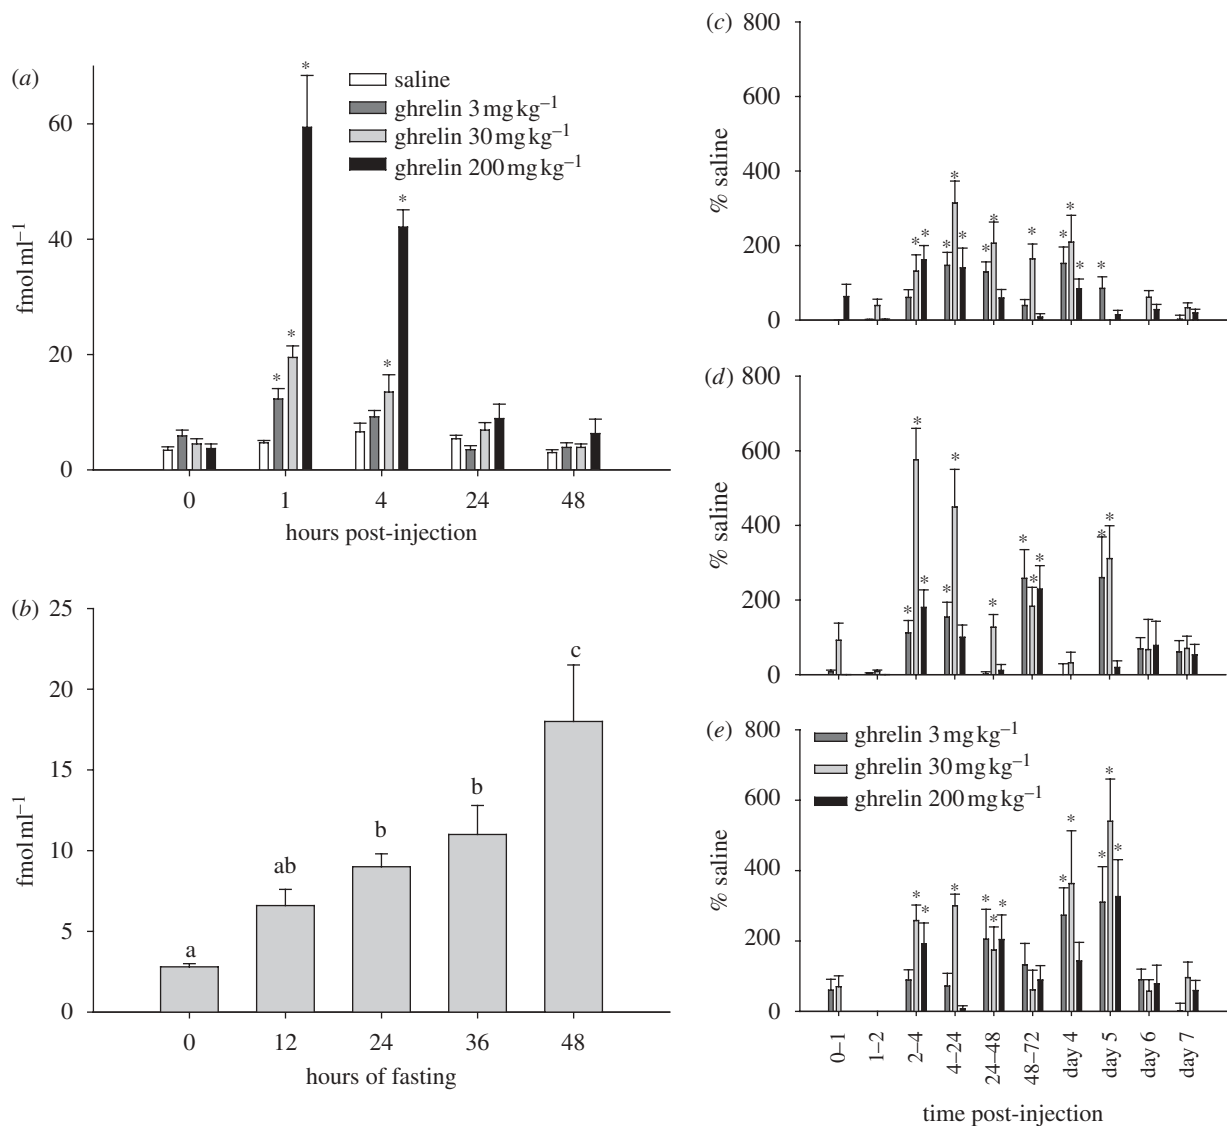 (a)
60
40
20
0
fmol ml⁻¹
saline
ghrelin 3 mg kg⁻¹
ghrelin 30 mg kg⁻¹
ghrelin 200 mg kg⁻¹
* * * * *
0 1 4 24 48
hours post-injection
(b)
25
20
15
10
5
0
fmol ml⁻¹
a ab b b c
0 12 24 36 48
hours of fasting
(c)
800
600
400
200
0
% saline
* * * * * * * * * * * *
(d)
800
600
400
200
0
% saline
* * * * * * * * * * *
(e)
800
600
400
200
0
% saline
ghrelin 3 mg kg⁻¹
ghrelin 30 mg kg⁻¹
ghrelin 200 mg kg⁻¹
* * * * * * * * * * *
0–1 1–2 2–4 4–24 24–48 48–72 day 4 day 5 day 6 day 7
time post-injection